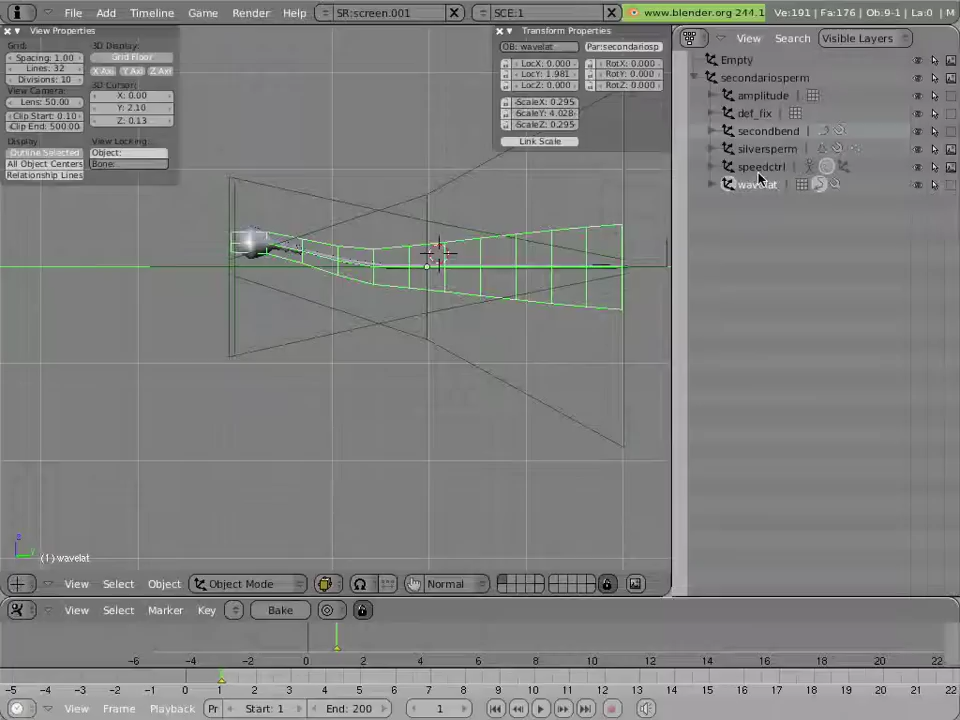 File Add Timeline Game Render Help SR:screen.001 SCE:1 www.blender.org 244.1 Ve:191 | Fa:176 | Ob:9-1 | La:0 | M
View Properties
Grid:
Spacing: 1.00
Lines: 32
Divisions: 10
View Camera:
Lens: 50.00
Clip Start: 0.10
Clip End: 500.00
Display:
Outline Selected
All Object Centers
Relationship Lines
3D Display:
Grid Floor
X Axi Y Axi Z Axi
3D Cursor:
X: 0.00
Y: 2.10
Z: 0.13
View Locking:
Object:
Bone:
Transform Properties
OB: wavelat Par:secondariosp
LocX: 0.000 RotX: 0.000
LocY: 1.981 RotY: 0.000
LocZ: 0.000 RotZ: 0.000
ScaleX: 0.295
ScaleY: 4.028
ScaleZ: 0.295
Link Scale
View Search Visible Layers
Empty
secondariosperm
amplitude
def_fix
secondbend
silversperm
speedctrl
wavelat
z
y
(1) wavelat
View Select Object Object Mode Normal
View Select Marker Key Bake
-6 -4 -2 0 2 4 6 8 10 12 14 16 18 20 22
-5 -4 -3 -2 -1 0 1 2 3 4 5 6 7 8 9 10 11 12 13 14 15 16
View Frame Playback Pr Start: 1 End: 200 1